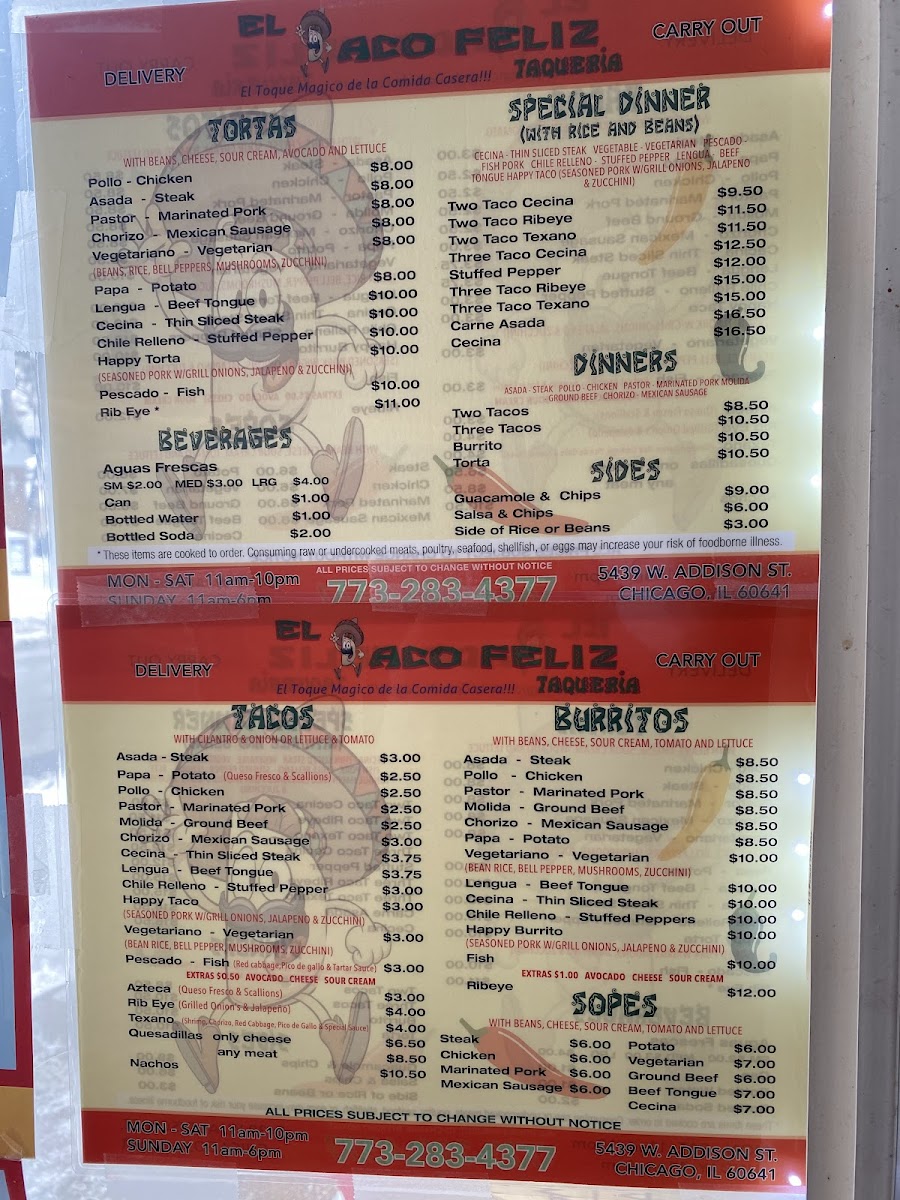 EL TACO FELIZ
TAQUERIA
DELIVERY
CARRY OUT
El Toque Magico de la Comida Casera!!!
TORTAS
WITH BEANS, CHEESE, SOUR CREAM, AVOCADO AND LETTUCE
Pollo - Chicken $8.00
Asada - Steak $8.00
Pastor - Marinated Pork $8.00
Chorizo - Mexican Sausage $8.00
Vegetariano - Vegetarian $8.00
(BEANS, RICE, BELL PEPPERS, MUSHROOMS, ZUCCHINI)
Papa - Potato $8.00
Lengua - Beef Tongue $10.00
Cecina - Thin Sliced Steak $10.00
Chile Relleno - Stuffed Pepper $10.00
Happy Torta $10.00
(SEASONED PORK W/GRILL ONIONS, JALAPENO & ZUCCHINI)
Pescado - Fish $10.00
Rib Eye * $11.00
BEVERAGES
Aguas Frescas
SM $2.00 MED $3.00 LRG $4.00
Can $1.00
Bottled Water $1.00
Bottled Soda $2.00
SPECIAL DINNER
(WITH RICE AND BEANS)
CECINA - THIN SLICED STEAK VEGETABLE - VEGETARIAN PESCADO
FISH PORK CHILE RELLENO - STUFFED PEPPER LENGUA BEEF
TONGUE HAPPY TACO (SEASONED PORK W/GRILL ONIONS, JALAPENO
& ZUCCHINI)
Two Taco Cecina $9.50
Two Taco Ribeye $11.50
Two Taco Texano $11.50
Three Taco Cecina $12.50
Stuffed Pepper $12.00
Three Taco Ribeye $15.00
Three Taco Texano $15.00
Carne Asada $16.50
Cecina $16.50
DINNERS
ASADA - STEAK POLLO - CHICKEN PASTOR - MARINATED PORK MOLIDA
GROUND BEEF - CHORIZO - MEXICAN SAUSAGE
Two Tacos $8.50
Three Tacos $10.50
Burrito $10.50
Torta $10.50
SIDES
Guacamole & Chips $9.00
Salsa & Chips $6.00
Side of Rice or Beans $3.00
* These items are cooked to order. Consuming raw or undercooked meats, poultry, seafood, shellfish, or eggs may increase your risk of foodborne illness.
ALL PRICES SUBJECT TO CHANGE WITHOUT NOTICE
MON - SAT 11am-10pm
SUNDAY 11am-6pm
773-283-4377
5439 W. ADDISON ST.
CHICAGO, IL 60641
EL TACO FELIZ
TAQUERIA
DELIVERY
CARRY OUT
El Toque Magico de la Comida Casera!!!
TACOS
WITH CILANTRO & ONION OR LETTUCE & TOMATO
Asada - Steak $3.00
Papa - Potato (Queso Fresco & Scallions) $2.50
Pollo - Chicken $2.50
Pastor - Marinated Pork $2.50
Molida - Ground Beef $2.50
Chorizo - Mexican Sausage $3.00
Cecina - Thin Sliced Steak $3.75
Lengua - Beef Tongue $3.75
Chile Relleno - Stuffed Pepper $3.00
Happy Taco $3.00
(SEASONED PORK W/GRILL ONIONS, JALAPENO & ZUCCHINI)
Vegetariano - Vegetarian $3.00
(BEAN RICE, BELL PEPPER, MUSHROOMS, ZUCCHINI)
Pescado - Fish (Red cabbage, Pico de gallo & Tartar Sauce) $3.00
EXTRAS $0.50 AVOCADO CHEESE SOUR CREAM
Azteca (Queso Fresco & Scallions) $3.00
Rib Eye (Grilled Onion's & Jalapeño) $4.00
Texano (Shrimp, Chorizo, Red Cabbage, Pico de Gallo & Special Sauce) $4.00
Quesadillas only cheese $6.50
any meat $8.50
Nachos $10.50
BURRITOS
WITH BEANS, CHEESE, SOUR CREAM, TOMATO AND LETTUCE
Asada - Steak $8.50
Pollo - Chicken $8.50
Pastor - Marinated Pork $8.50
Molida - Ground Beef $8.50
Chorizo - Mexican Sausage $8.50
Papa - Potato $8.50
Vegetariano - Vegetarian $10.00
(BEAN RICE, BELL PEPPER, MUSHROOMS, ZUCCHINI)
Lengua - Beef Tongue $10.00
Cecina - Thin Sliced Steak $10.00
Chile Relleno - Stuffed Peppers $10.00
Happy Burrito $10.00
(SEASONED PORK W/GRILL ONIONS, JALAPENO & ZUCCHINI)
Fish $10.00
EXTRAS $1.00 AVOCADO CHEESE SOUR CREAM
Ribeye $12.00
SOPES
WITH BEANS, CHEESE, SOUR CREAM, TOMATO AND LETTUCE
Steak $6.00
Chicken $6.00
Marinated Pork $6.00
Mexican Sausage $6.00
Potato $6.00
Vegetarian $7.00
Ground Beef $6.00
Beef Tongue $7.00
Cecina $7.00
ALL PRICES SUBJECT TO CHANGE WITHOUT NOTICE
MON - SAT 11am-10pm
SUNDAY 11am-6pm
773-283-4377
5439 W. ADDISON ST.
CHICAGO, IL 60641